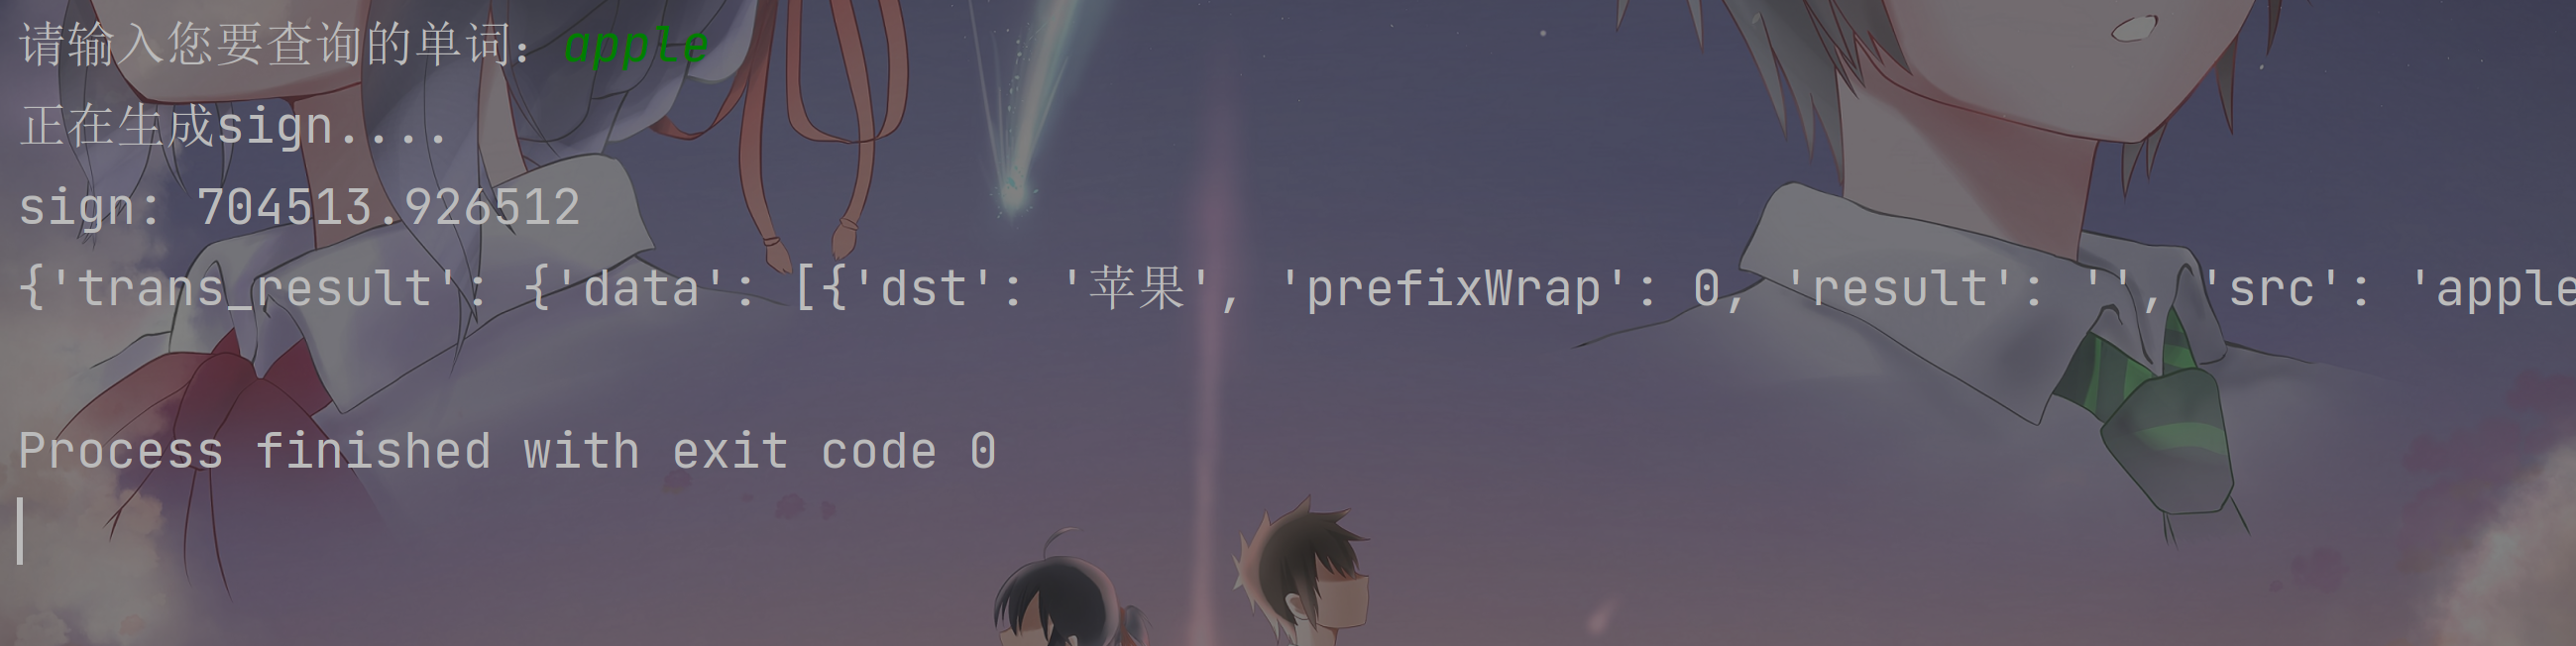 请输入您要查询的单词：apple
正在生成sign....
sign: 704513.926512
{'trans_result': {'data': [{'dst': '苹果', 'prefixWrap': 0, 'result': '', 'src': 'apple
Process finished with exit code 0